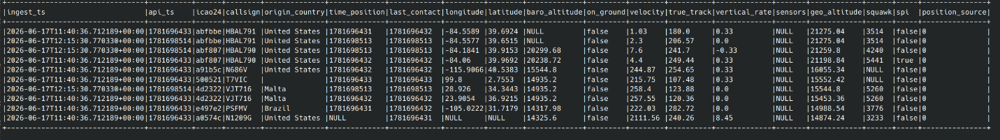 |ingest_ts |api_ts |icao24|callsign|origin_country|time_position|last_contact|longitude|latitude|baro_altitude|on_ground|velocity|true_track|vertical_rate|sensors|geo_altitude|squawk|spi |position_source|
|2026-06-17T11:40:36.712189+00:00|1781696433|abfbbe|HBAL791 |United States |1781696431 |1781696432 |-84.5589 |39.6924 |NULL |false |1.03 |180.0 |0.33 |NULL |21275.04 |3514 |false|0 |
|2026-06-17T12:15:30.770330+00:00|1781698514|abfbbe|HBAL791 |United States |1781698513 |1781698513 |-84.5577 |39.6515 |NULL |false |2.3 |206.57 |0.0 |NULL |21275.04 |3514 |false|0 |
|2026-06-17T12:15:30.770330+00:00|1781698514|abf807|HBAL790 |United States |1781698513 |1781698513 |-84.1841 |39.9153 |20299.68 |false |7.6 |241.7 |-0.33 |NULL |21259.8 |4240 |false|0 |
|2026-06-17T11:40:36.712189+00:00|1781696433|abf807|HBAL790 |United States |1781696432 |1781696432 |-84.06 |39.9692 |20238.72 |false |4.4 |249.44 |0.33 |NULL |21198.84 |5441 |true |0 |
|2026-06-17T11:40:36.712189+00:00|1781696433|a91b5c|N686V |United States |1781696432 |1781696432 |-115.9066|40.5383 |15544.8 |false |244.87 |254.65 |0.33 |NULL |16055.34 |NULL |false|0 |
|2026-06-17T11:40:36.712189+00:00|1781696433|500521|T7VIC | |1781696433 |1781696433 |99.8 |2.7553 |14935.2 |false |215.75 |107.48 |0.33 |NULL |15552.42 |NULL |false|0 |
|2026-06-17T12:15:30.770330+00:00|1781698514|4d2322|VJT716 |Malta |1781698513 |1781698513 |28.926 |34.3443 |14935.2 |false |258.4 |123.88 |0.0 |NULL |15544.8 |5260 |false|0 |
|2026-06-17T11:40:36.712189+00:00|1781696433|4d2322|VJT716 |Malta |1781696432 |1781696432 |23.9054 |36.9215 |14935.2 |false |257.55 |120.36 |0.0 |NULL |15453.36 |5260 |false|0 |
|2026-06-17T11:40:36.712189+00:00|1781696433|e497e2|PSFMV |Brazil |1781696431 |1781696432 |-105.0222|31.7179 |14317.98 |false |222.03 |282.72 |0.0 |NULL |14988.54 |3776 |false|0 |
|2026-06-17T11:40:36.712189+00:00|1781696433|a0574c|N1209G |United States |NULL |1781696431 |NULL |NULL |14325.6 |false |2111.56 |240.26 |8.45 |NULL |14874.24 |3233 |false|0 |